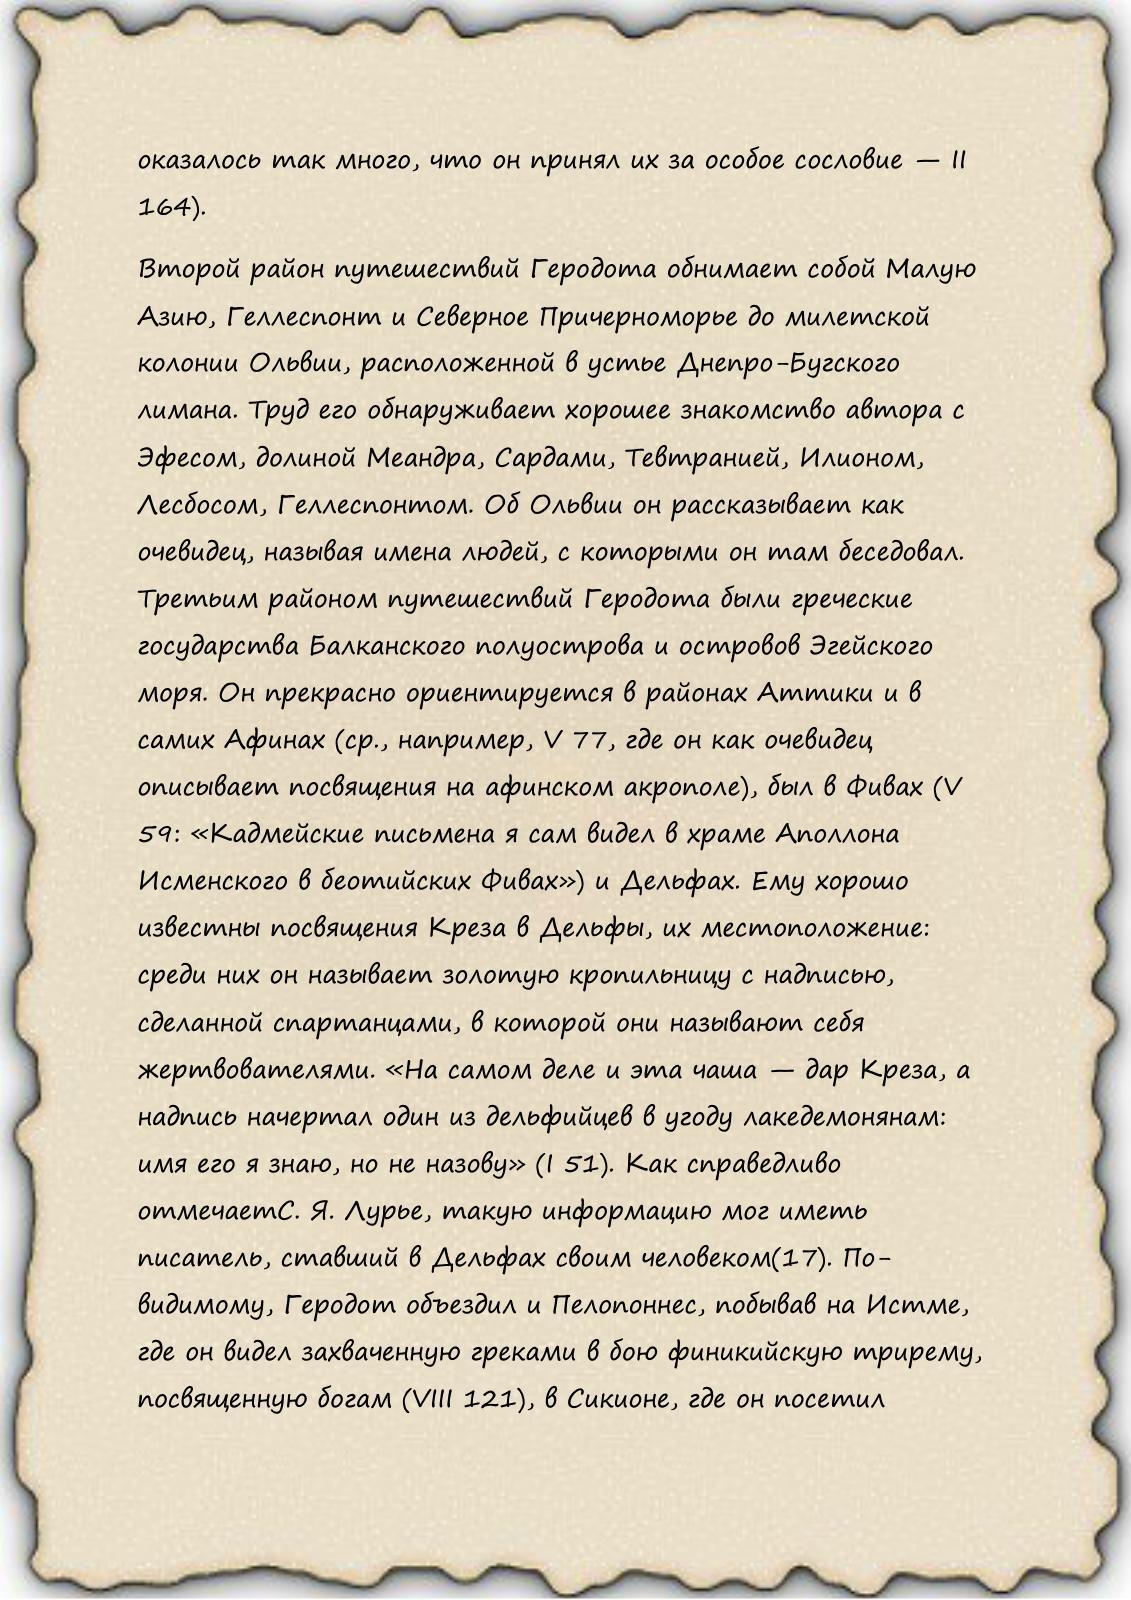 оказалось так много, что он принял их за особое сословие — II
164).
Второй район путешествий Геродота обнимает собой Малую
Азию, Геллеспонт и Северное Причерноморье до милетской
колонии Ольвии, расположенной в устье Днепро-Бугского
лимана. Труд его обнаруживает хорошее знакомство автора с
Эфесом, долиной Меандра, Сардами, Тевтранией, Илионом,
Лесбосом, Геллеспонтом. Об Ольвии он рассказывает как
очевидец, называя имена людей, с которыми он там беседовал.
Третьим районом путешествий Геродота были греческие
государства Балканского полуострова и островов Эгейского
моря. Он прекрасно ориентируется в районах Аттики и в
самих Афинах (ср., например, V 77, где он как очевидец
описывает посвящения на афинском акрополе), был в Фивах (V
59: «Кадмейские письмена я сам видел в храме Аполлона
Исменского в беотийских Фивах») и Дельфах. Ему хорошо
известны посвящения Креза в Дельфы, их местоположение:
среди них он называет золотую кропильницу с надписью,
сделанной спартанцами, в которой они называют себя
жертвователями. «На самом деле и эта чаша — дар Креза, а
надпись начертал один из дельфийцев в угоду лакедемонянам:
имя его я знаю, но не назову» (I 51). Как справедливо
отмечаетС. Я. Лурье, такую информацию мог иметь
писатель, ставший в Дельфах своим человеком(17). По-
видимому, Геродот объездил и Пелопоннес, побывав на Истме,
где он видел захваченную греками в бою финикийскую трирему,
посвященную богам (VIII 121), в Сикионе, где он посетил